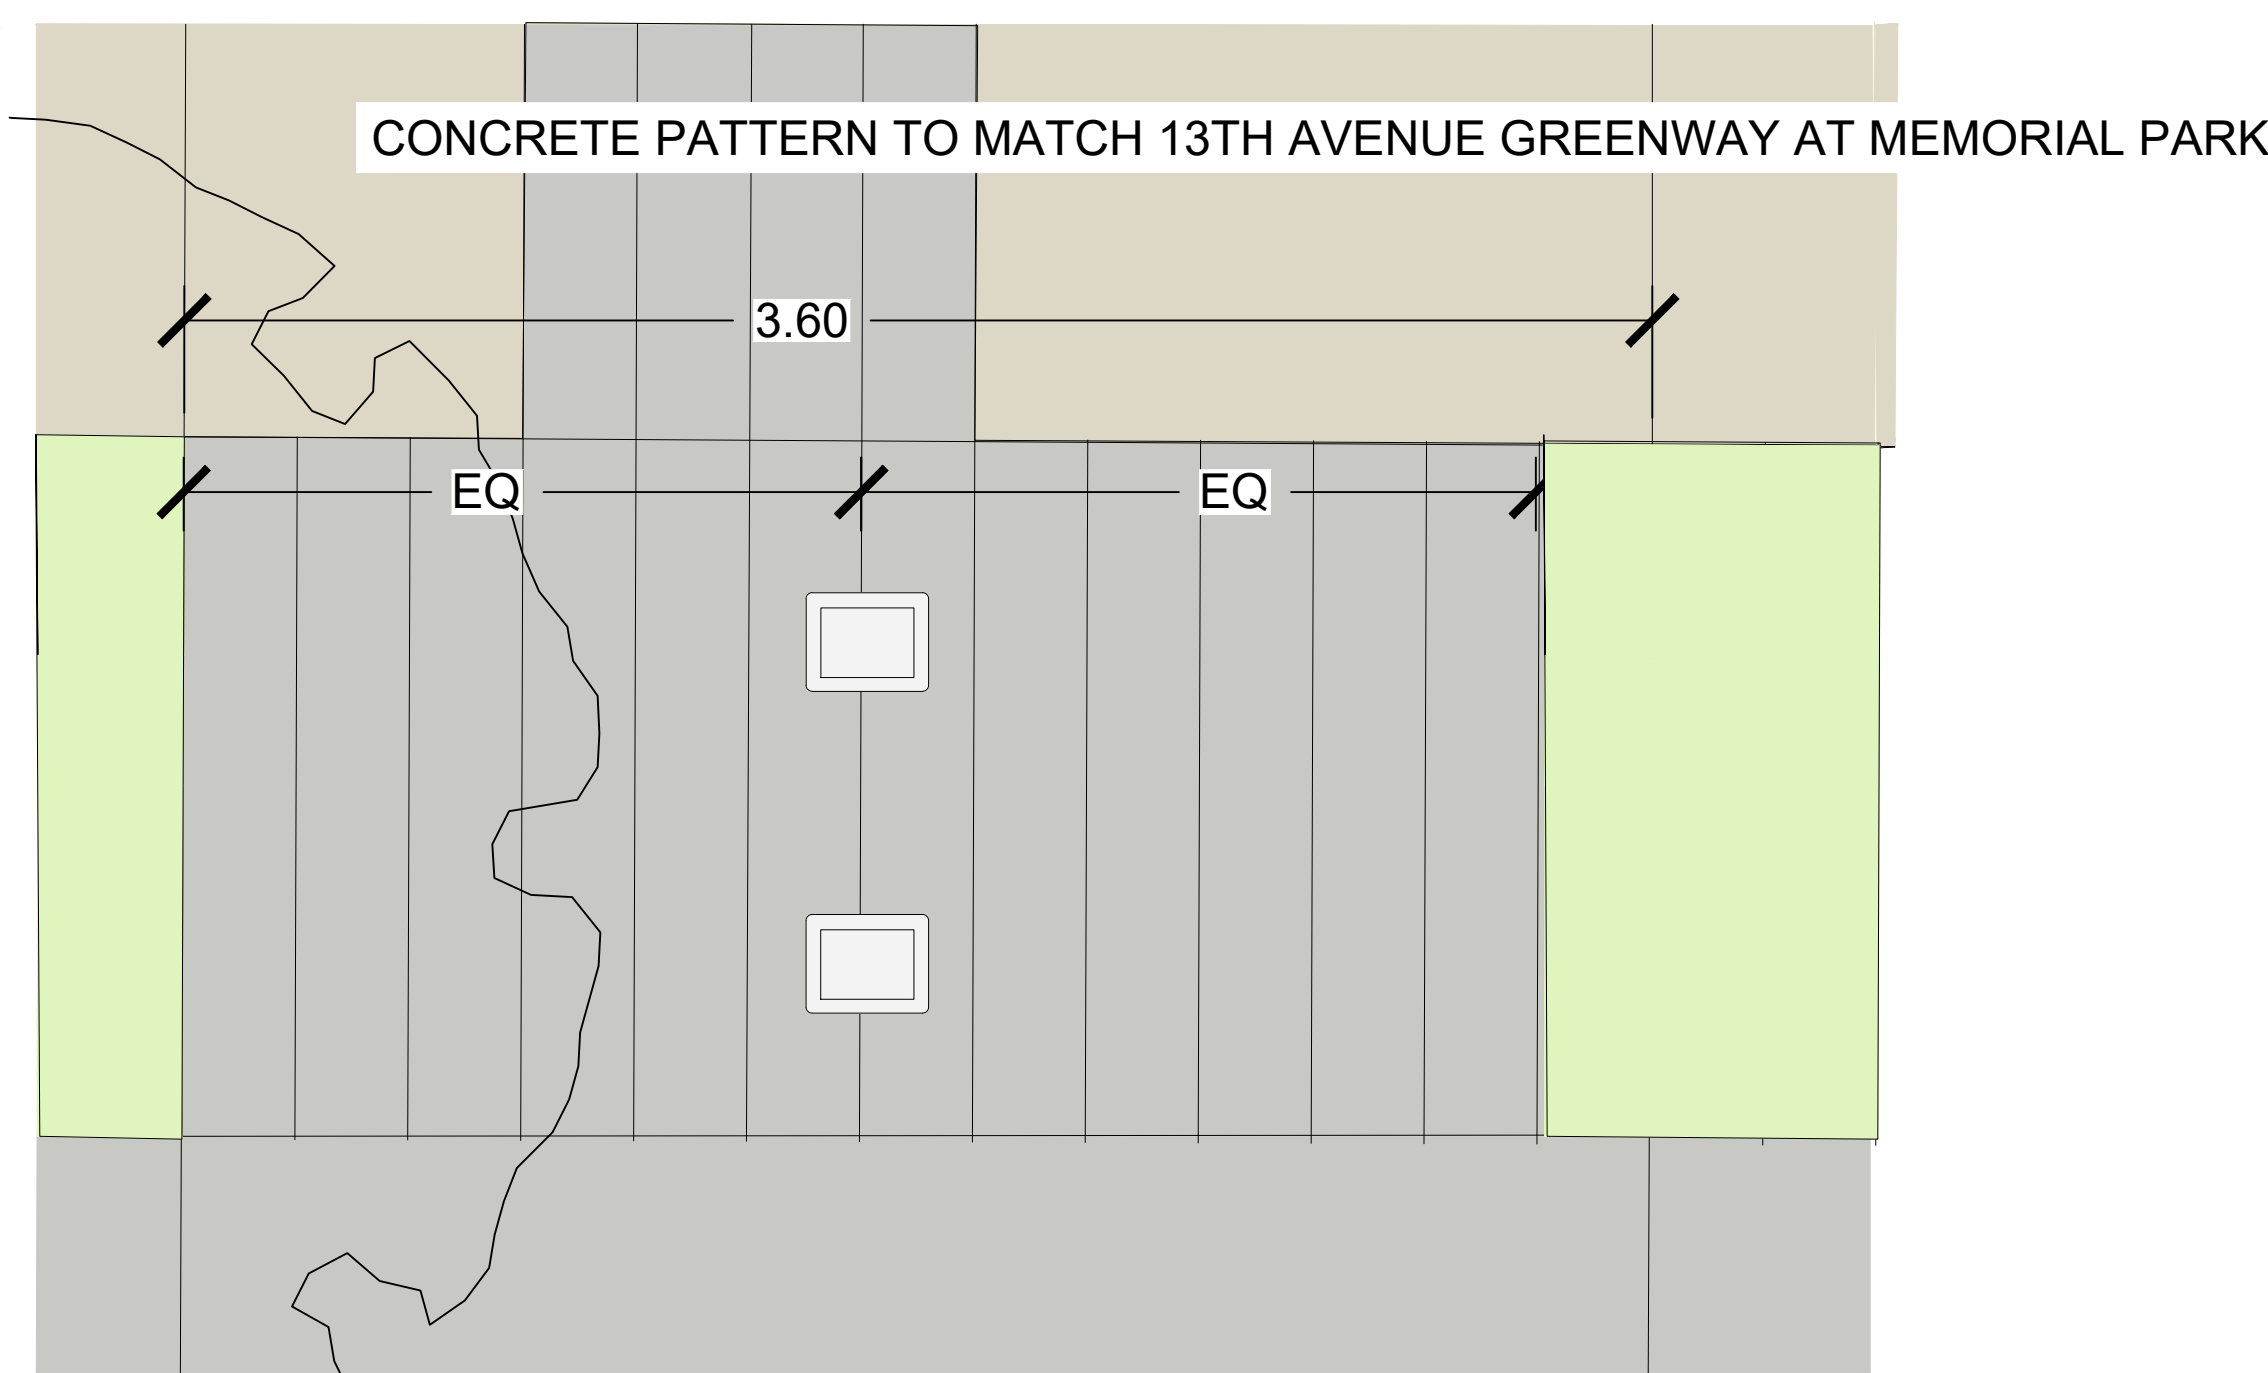 CONCRETE PATTERN TO MATCH 13TH AVENUE GREENWAY AT MEMORIAL PARK
3.60
EQ EQ